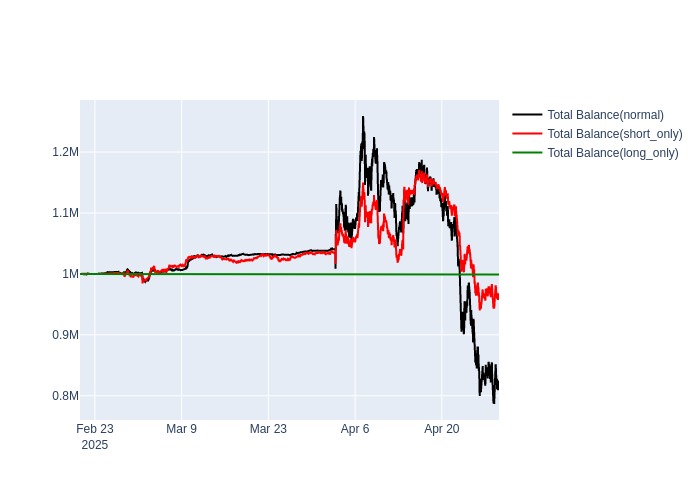 Total Balance(normal)
Total Balance(short_only)
Total Balance(long_only)
1.2M
1.1M
1M
0.9M
0.8M
Feb 23
2025
Mar 9
Mar 23
Apr 6
Apr 20